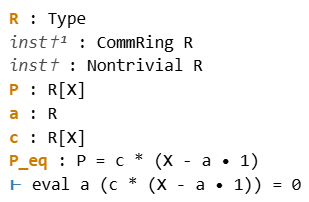 R : Type
inst✝¹ : CommRing R
inst✝ : Nontrivial R
P : R[X]
a : R
c : R[X]
P_eq : P = c * (X - a • 1)
⊢ eval a (c * (X - a • 1)) = 0